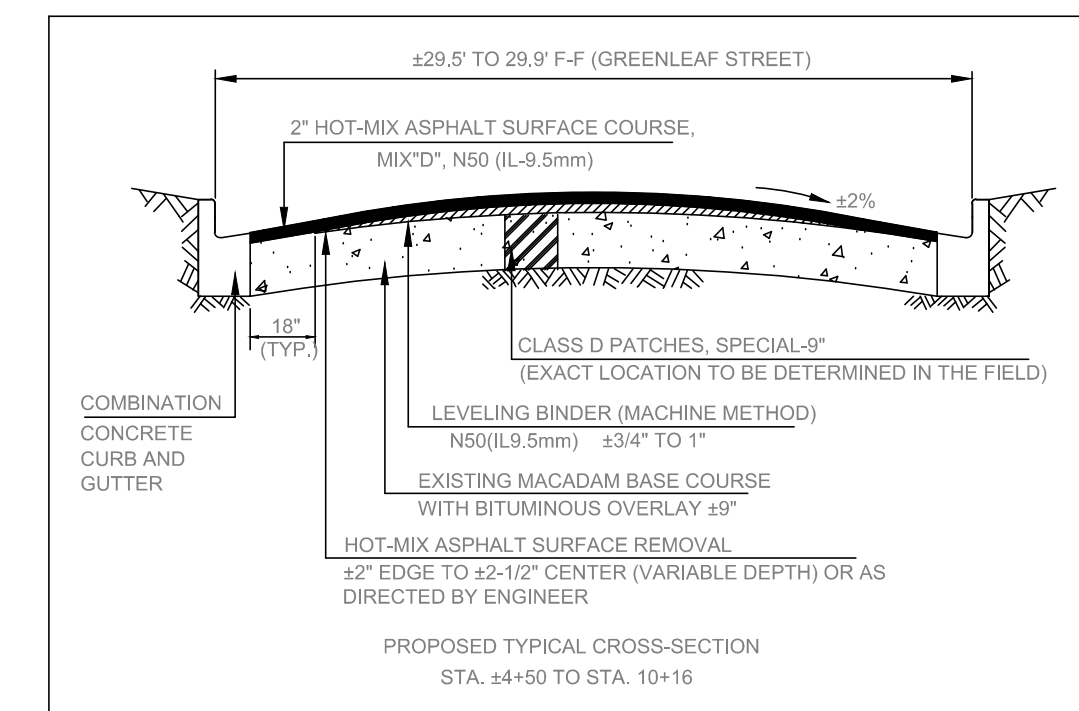 ±29.5' TO 29.9' F-F (GREENLEAF STREET)
2" HOT-MIX ASPHALT SURFACE COURSE,
MIX"D", N50 (IL-9.5mm)
±2%
18"
(TYP.)
CLASS D PATCHES, SPECIAL-9"
(EXACT LOCATION TO BE DETERMINED IN THE FIELD)
COMBINATION
CONCRETE
CURB AND
GUTTER
LEVELING BINDER (MACHINE METHOD)
N50(IL9.5mm) ±3/4" TO 1"
EXISTING MACADAM BASE COURSE
WITH BITUMINOUS OVERLAY ±9"
HOT-MIX ASPHALT SURFACE REMOVAL
±2" EDGE TO ±2-1/2" CENTER (VARIABLE DEPTH) OR AS
DIRECTED BY ENGINEER
PROPOSED TYPICAL CROSS-SECTION
STA. ±4+50 TO STA. 10+16